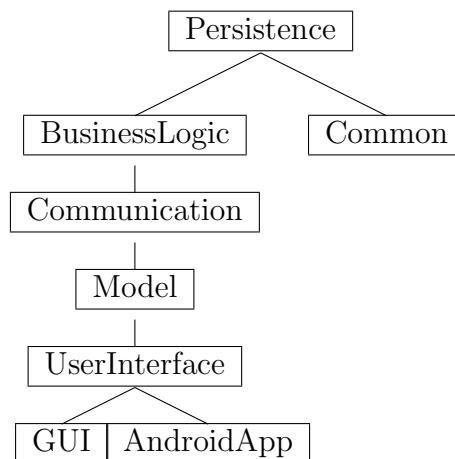 Persistence
BusinessLogic Common
Communication
Model
UserInterface
GUI AndroidApp